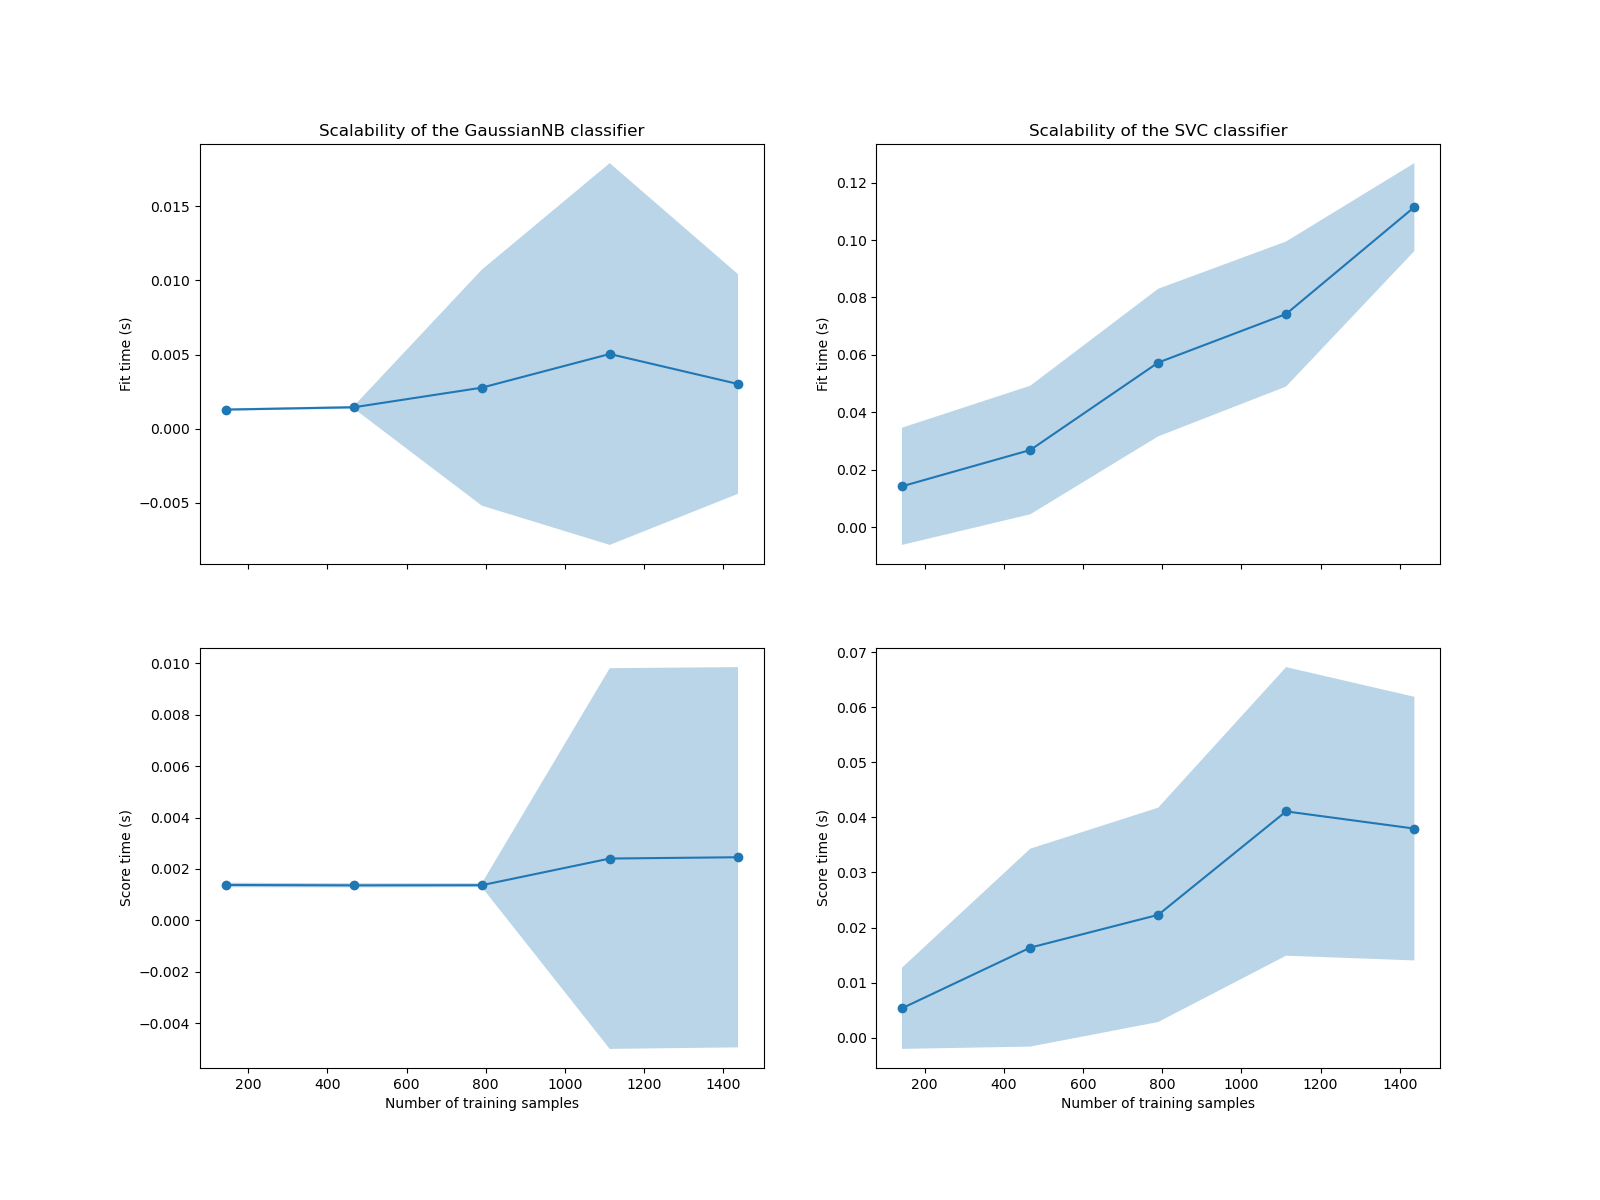 Scalability of the GaussianNB classifier
Fit time (s)
0.015
0.010
0.005
0.000
−0.005
Scalability of the SVC classifier
Fit time (s)
0.12
0.10
0.08
0.06
0.04
0.02
0.00
Score time (s)
0.010
0.008
0.006
0.004
0.002
0.000
−0.002
−0.004
200 400 600 800 1000 1200 1400
Number of training samples
Score time (s)
0.07
0.06
0.05
0.04
0.03
0.02
0.01
0.00
200 400 600 800 1000 1200 1400
Number of training samples